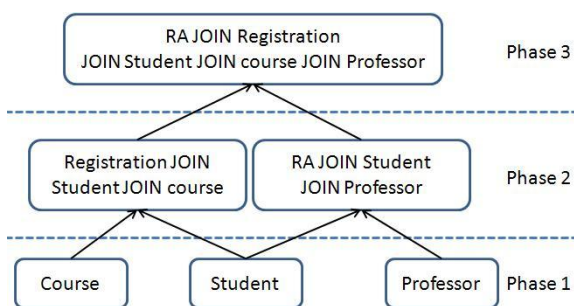 RA JOIN Registration
JOIN Student JOIN course JOIN Professor
Phase 3
Registration JOIN
Student JOIN course
RA JOIN Student
JOIN Professor
Phase 2
Course
Student
Professor
Phase 1